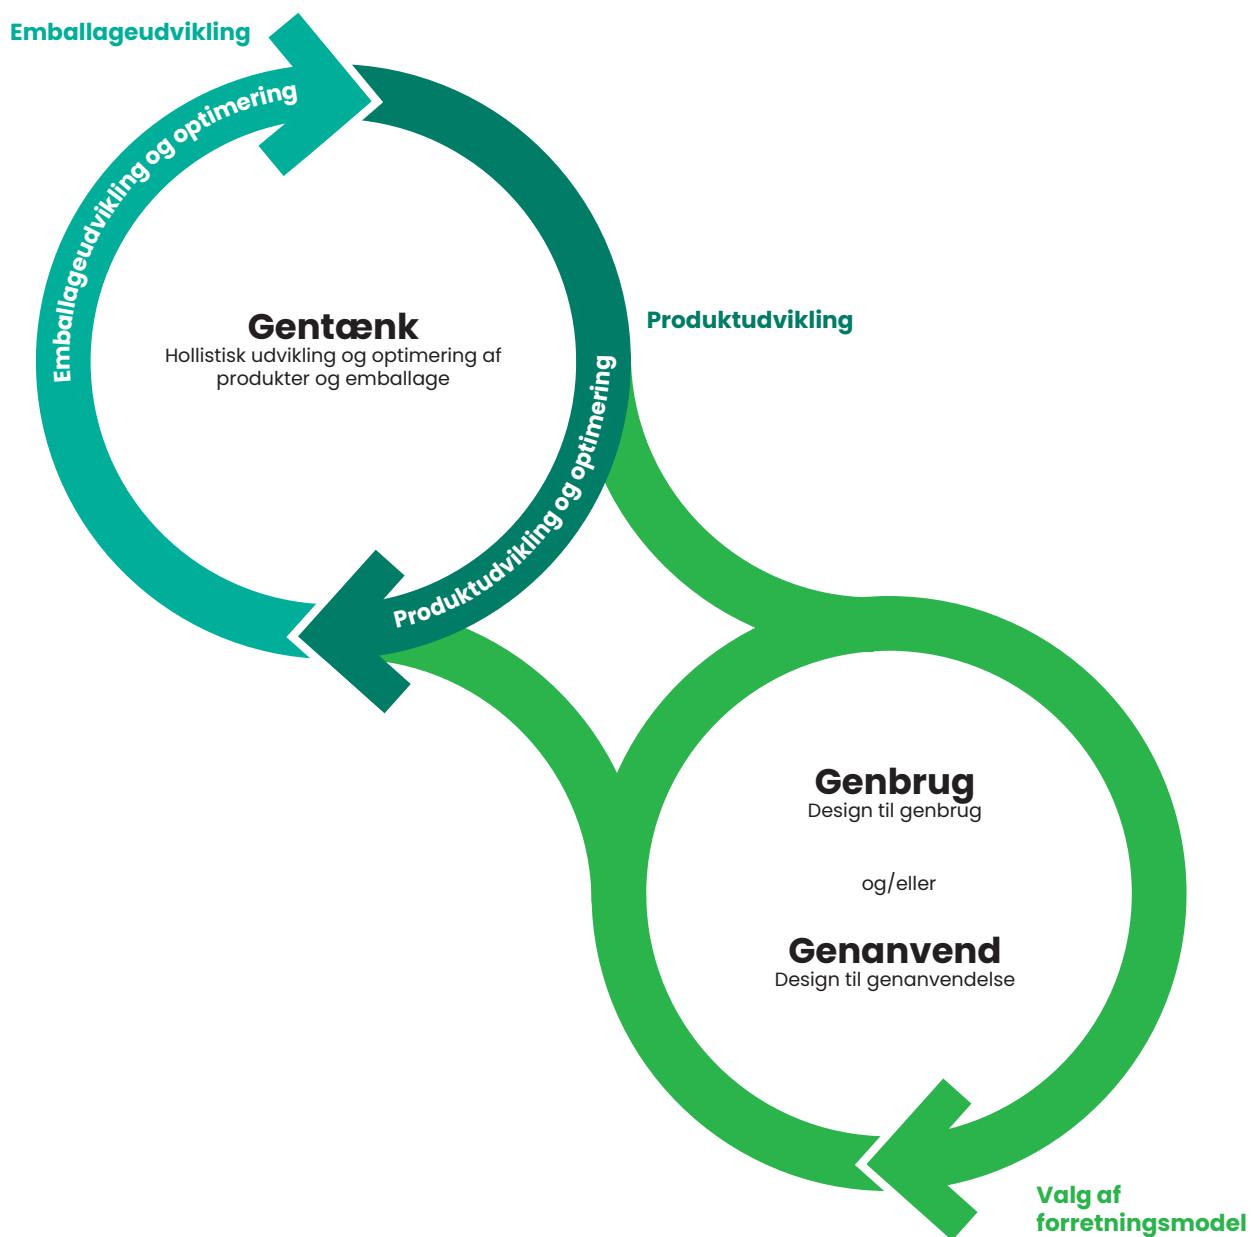 Emballageudvikling
Emballageudvikling og optimering
Gentænk
Hollistisk udvikling og optimering af
produkter og emballage
Produktudvikling
Produktudvikling og optimering
Genbrug
Design til genbrug
og/eller
Genanvend
Design til genanvendelse
Valg af
forretningsmodel